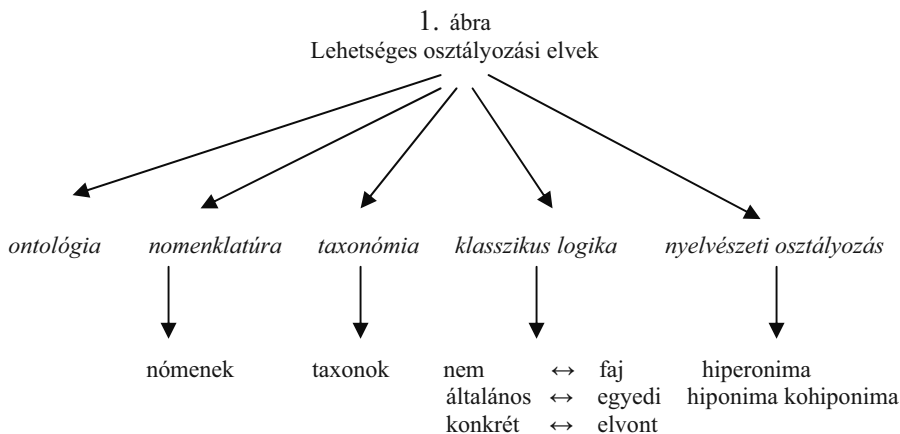 1. ábra
Lehetséges osztályozási elvek
ontológia nomenklatúra taxonómia klasszikus logika nyelvészeti osztályozás
nómenek taxonok nem ↔ faj hiperonima
általános ↔ egyedi hiponima kohiponima
konkrét ↔ elvont